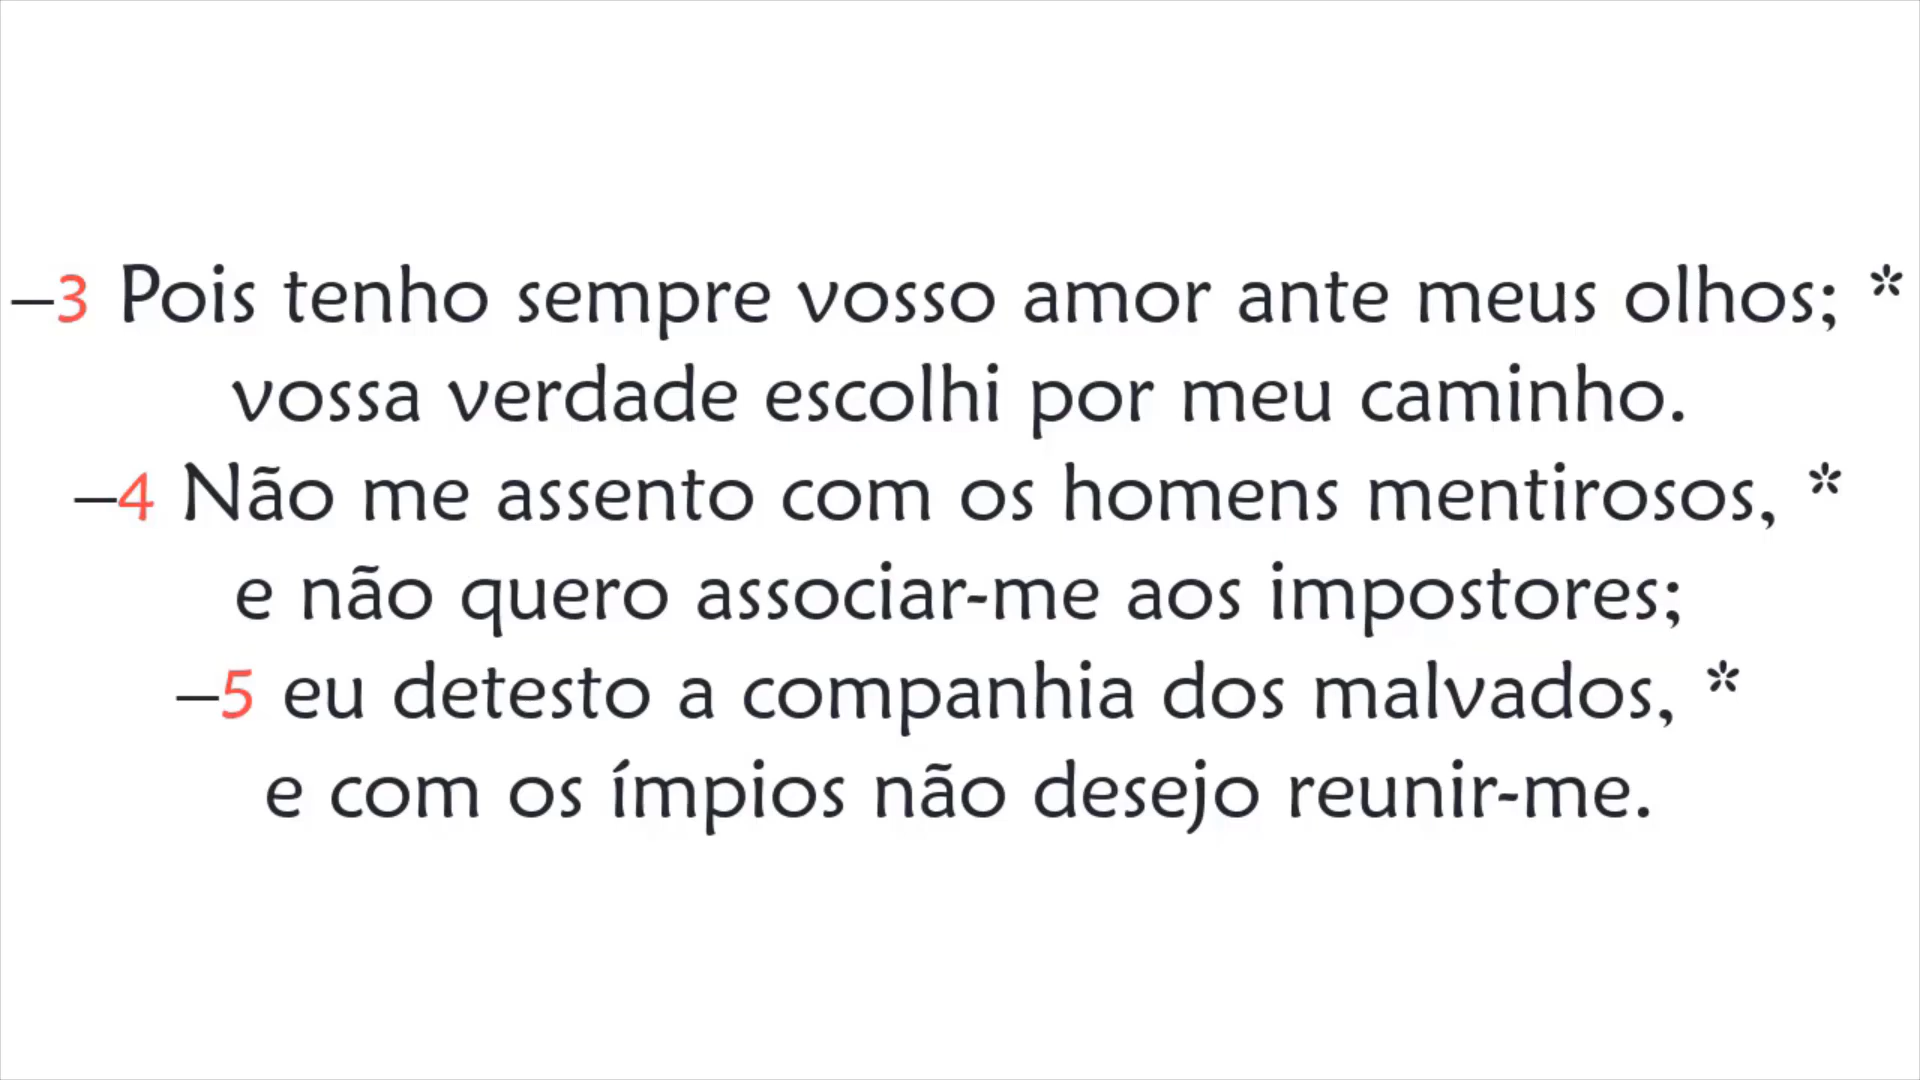 –3 Pois tenho sempre vosso amor ante meus olhos; *
vossa verdade escolhi por meu caminho.
–4 Não me assento com os homens mentirosos, *
e não quero associar-me aos impostores;
–5 eu detesto a companhia dos malvados, *
e com os ímpios não desejo reunir-me.